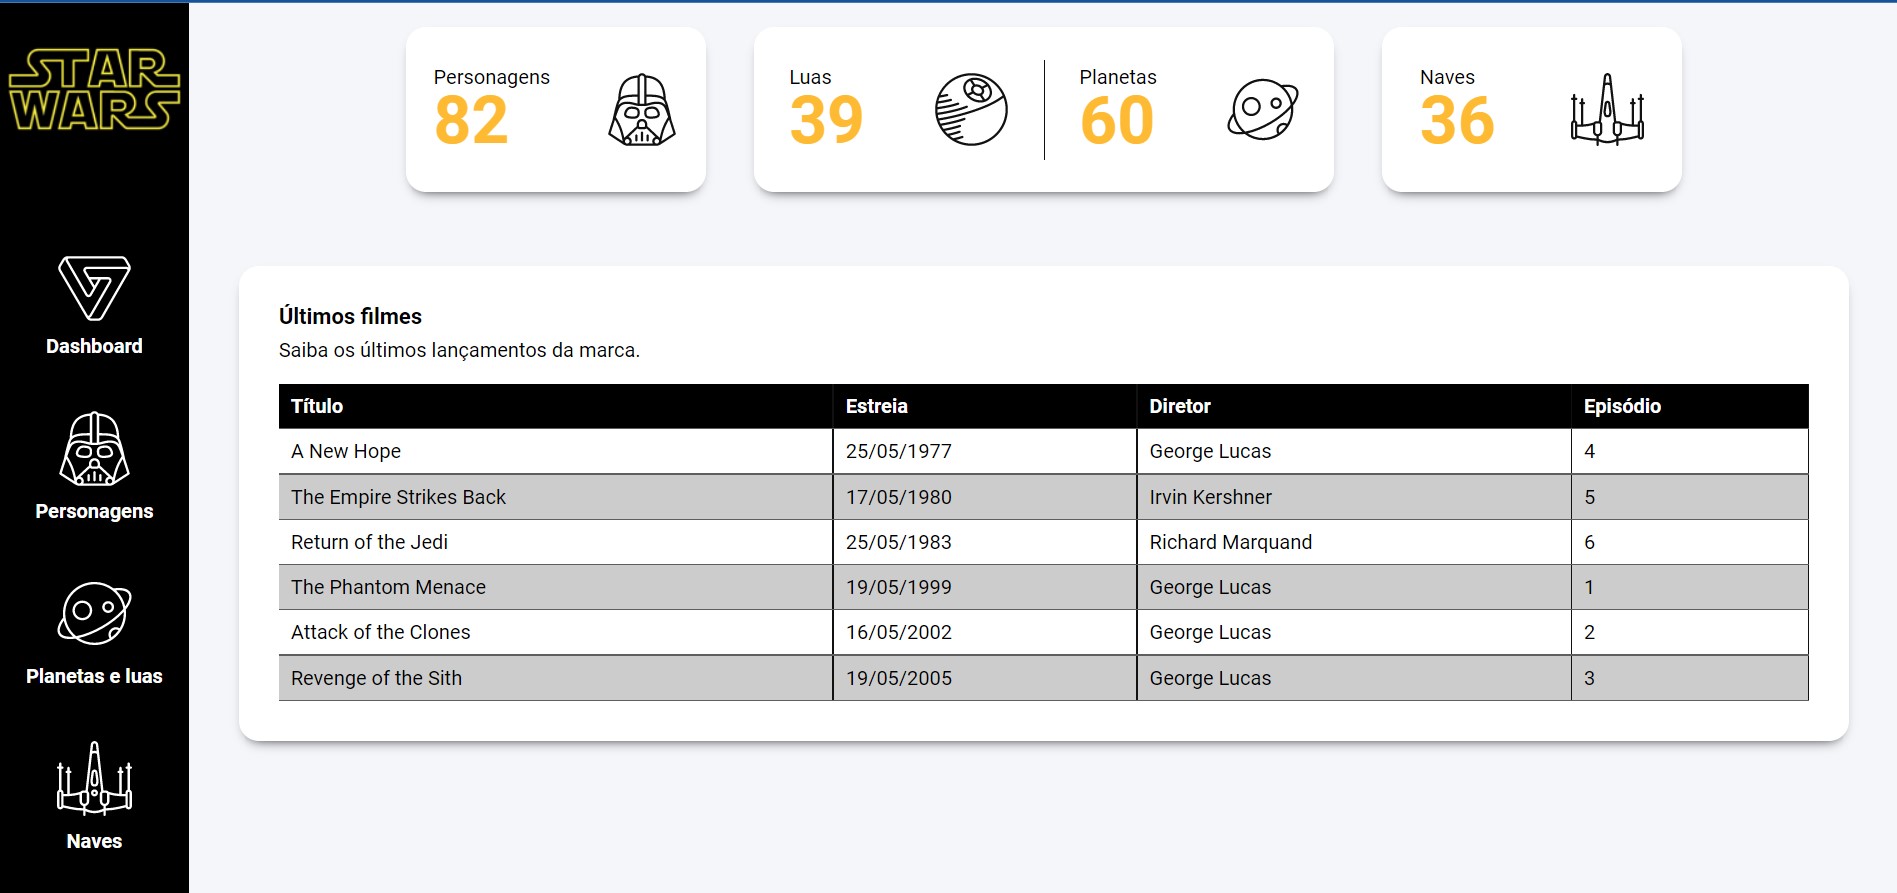 STAR
WARS
Dashboard
Personagens
Planetas e luas
Naves
Personagens
82
Luas
39
Planetas
60
Naves
36
Últimos filmes
Saiba os últimos lançamentos da marca.
Título Estreia Diretor Episódio
A New Hope 25/05/1977 George Lucas 4
The Empire Strikes Back 17/05/1980 Irvin Kershner 5
Return of the Jedi 25/05/1983 Richard Marquand 6
The Phantom Menace 19/05/1999 George Lucas 1
Attack of the Clones 16/05/2002 George Lucas 2
Revenge of the Sith 19/05/2005 George Lucas 3